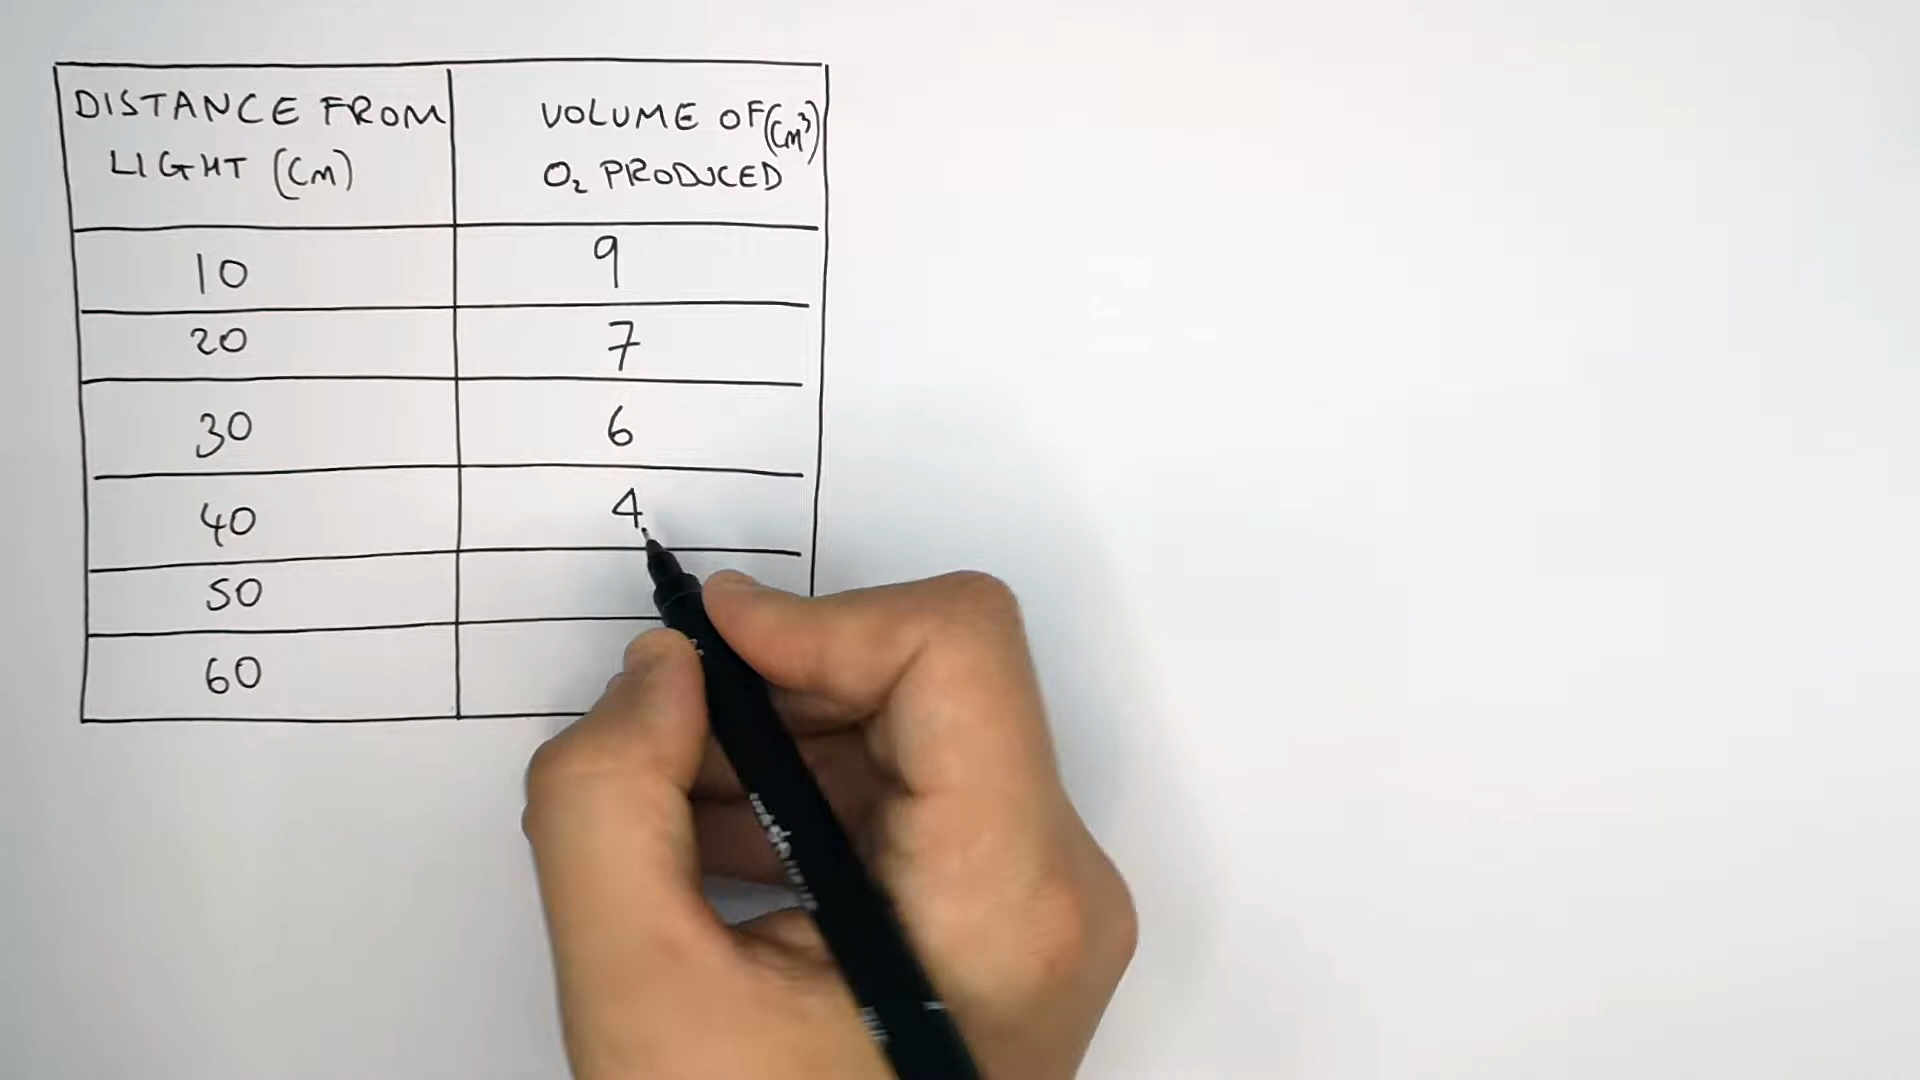 DISTANCE FROM
LIGHT (CM)
VOLUME OF (CM³)
O₂ PRODUCED
10 9
20 7
30 6
40 4
50
60